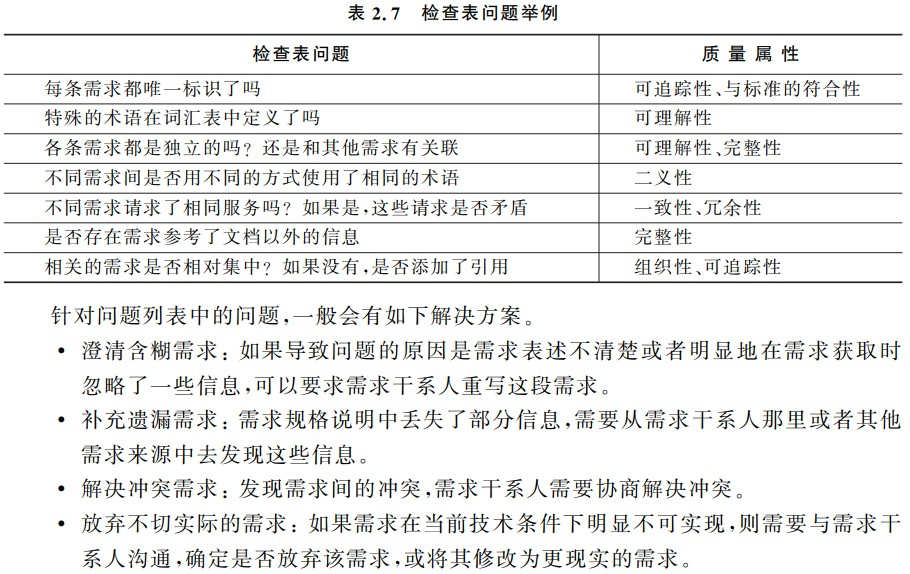 表 2.7 检查表问题举例
检查表问题 质量属性
每条需求都唯一标识了吗 可追踪性、与标准的符合性
特殊的术语在词汇表中定义了吗 可理解性
各条需求都是独立的吗？还是和其他需求有关联 可理解性、完整性
不同需求间是否用不同的方式使用了相同的术语 二义性
不同需求请求了相同服务吗？如果是，这些请求是否矛盾 一致性、冗余性
是否存在需求参考了文档以外的信息 完整性
相关的需求是否相对集中？如果没有，是否添加了引用 组织性、可追踪性
针对问题列表中的问题，一般会有如下解决方案。
• 澄清含糊需求：如果导致问题的原因是需求表述不清楚或者明显地在需求获取时
忽略了一些信息，可以要求需求干系人重写这段需求。
• 补充遗漏需求：需求规格说明中丢失了部分信息，需要从需求干系人那里或者其他
需求来源中去发现这些信息。
• 解决冲突需求：发现需求间的冲突，需求干系人需要协商解决冲突。
• 放弃不切实际的需求：如果需求在当前技术条件下明显不可实现，则需要与需求干
系人沟通，确定是否放弃该需求，或将其修改为更现实的需求。